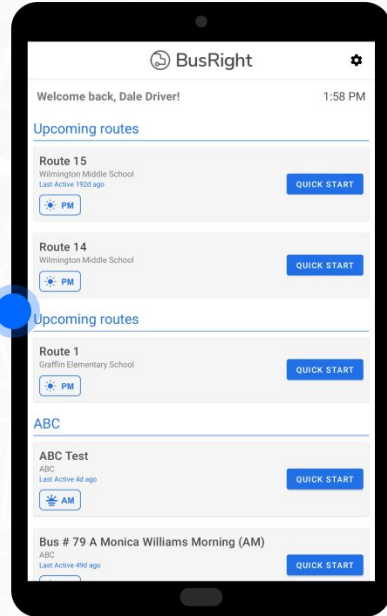 BusRight
Welcome back, Dale Driver!
1:58 PM
Upcoming routes
Route 15
Wilmington Middle School
Last Active 192d ago
QUICK START
PM
Route 14
Wilmington Middle School
QUICK START
PM
Upcoming routes
Route 1
Grafflin Elementary School
QUICK START
PM
ABC
ABC Test
ABC
Last Active 4d ago
QUICK START
AM
Bus # 79 A Monica Williams Morning (AM)
ABC
Last Active 49d ago
QUICK START